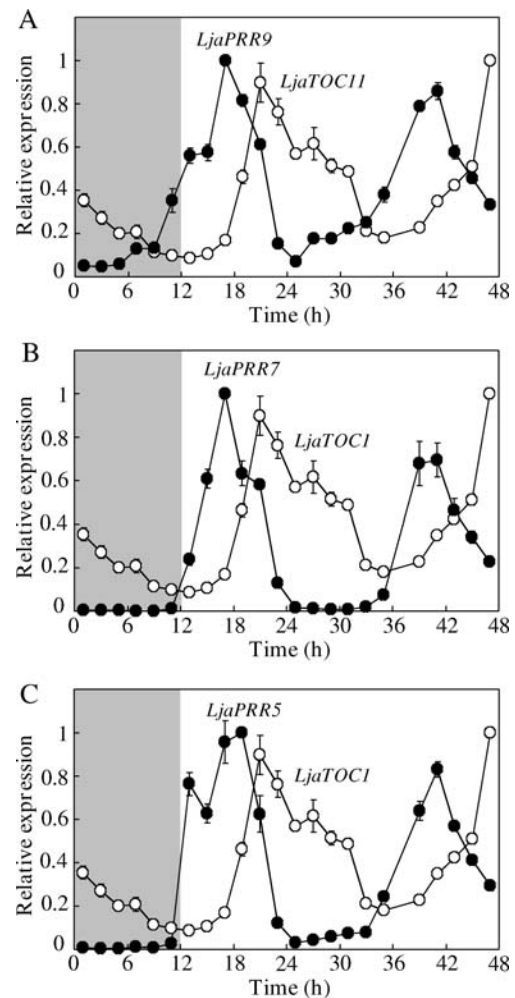 A
LjaPRR9
LjaTOC11
Relative expression
1
0.8
0.6
0.4
0.2
0
0 6 12 18 24 30 36 42 48
Time (h)
B
LjaPRR7
LjaTOC1
Relative expression
1
0.8
0.6
0.4
0.2
0
0 6 12 18 24 30 36 42 48
Time (h)
C
LjaPRR5
LjaTOC1
Relative expression
1
0.8
0.6
0.4
0.2
0
0 6 12 18 24 30 36 42 48
Time (h)